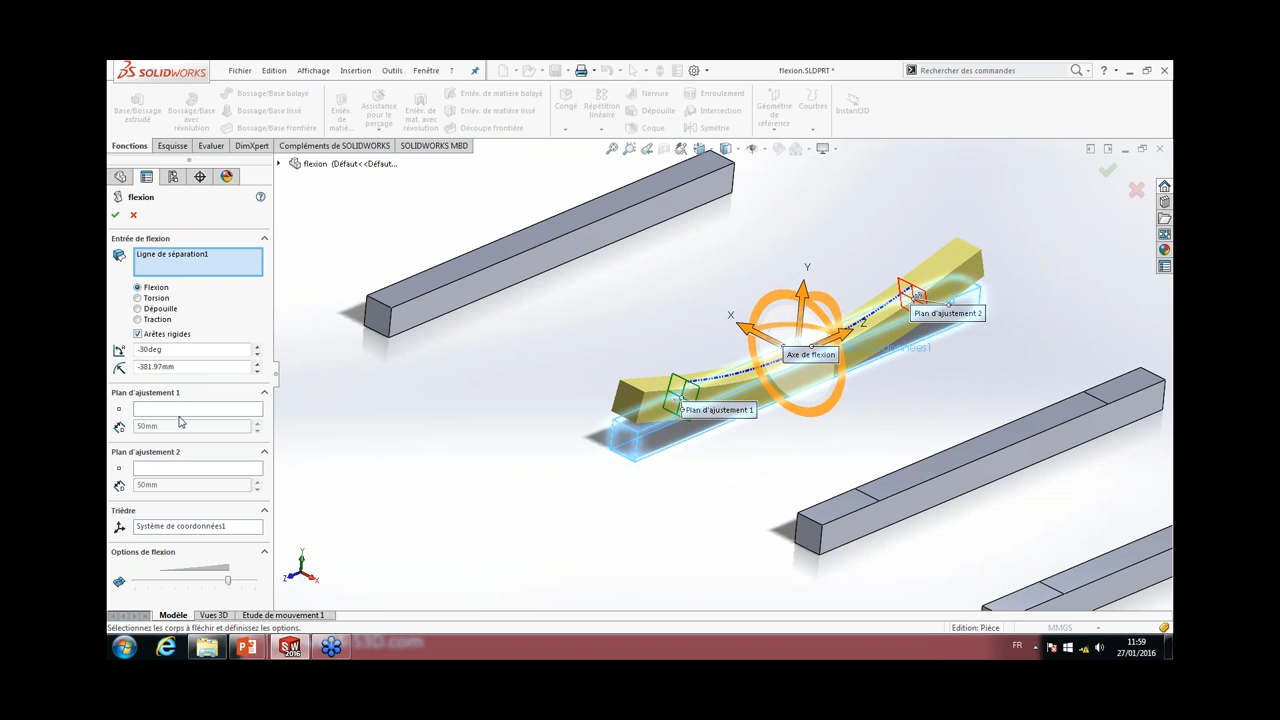 SOLIDWORKS
Fichier Edition Affichage Insertion Outils Fenêtre ?
flexion.SLDPRT *
Rechercher des commandes
Base/Bossage extrudé
Bossage/Base avec révolution
Bossage/Base balayé
Bossage/Base lissé
Bossage/Base frontière
Enlèv. de matiè...
Assistance pour le perçage
Enlèv. de mat. avec révolution
Enlèv. de matière balayé
Enlèv. de matière lissé
Découpe frontière
Congé
Répétition linéaire
Nervure
Dépouille
Coque
Enroulement
Intersection
Symétrie
Géométrie de référence
Courbes
Instant3D
Fonctions Esquisse Evaluer DimXpert Compléments de SOLIDWORKS SOLIDWORKS MBD
flexion (Défaut<<Défaut...
flexion
Entrée de flexion
Ligne de séparation1
Flexion
Torsion
Dépouille
Traction
Arêtes rigides
-30deg
-381.97mm
Plan d'ajustement 1
50mm
Plan d'ajustement 2
50mm
Trièdre
Système de coordonnées1
Options de flexion
Y
X
Z
Plan d'ajustement 2
Axe de flexion
Plan d'ajustement 1
Y
Z
X
Modèle Vues 3D Etude de mouvement 1
Sélectionnez les corps à fléchir et définissez les options.
Edition: Pièce
MMGS
SW 2016
FR
11:59
27/01/2016